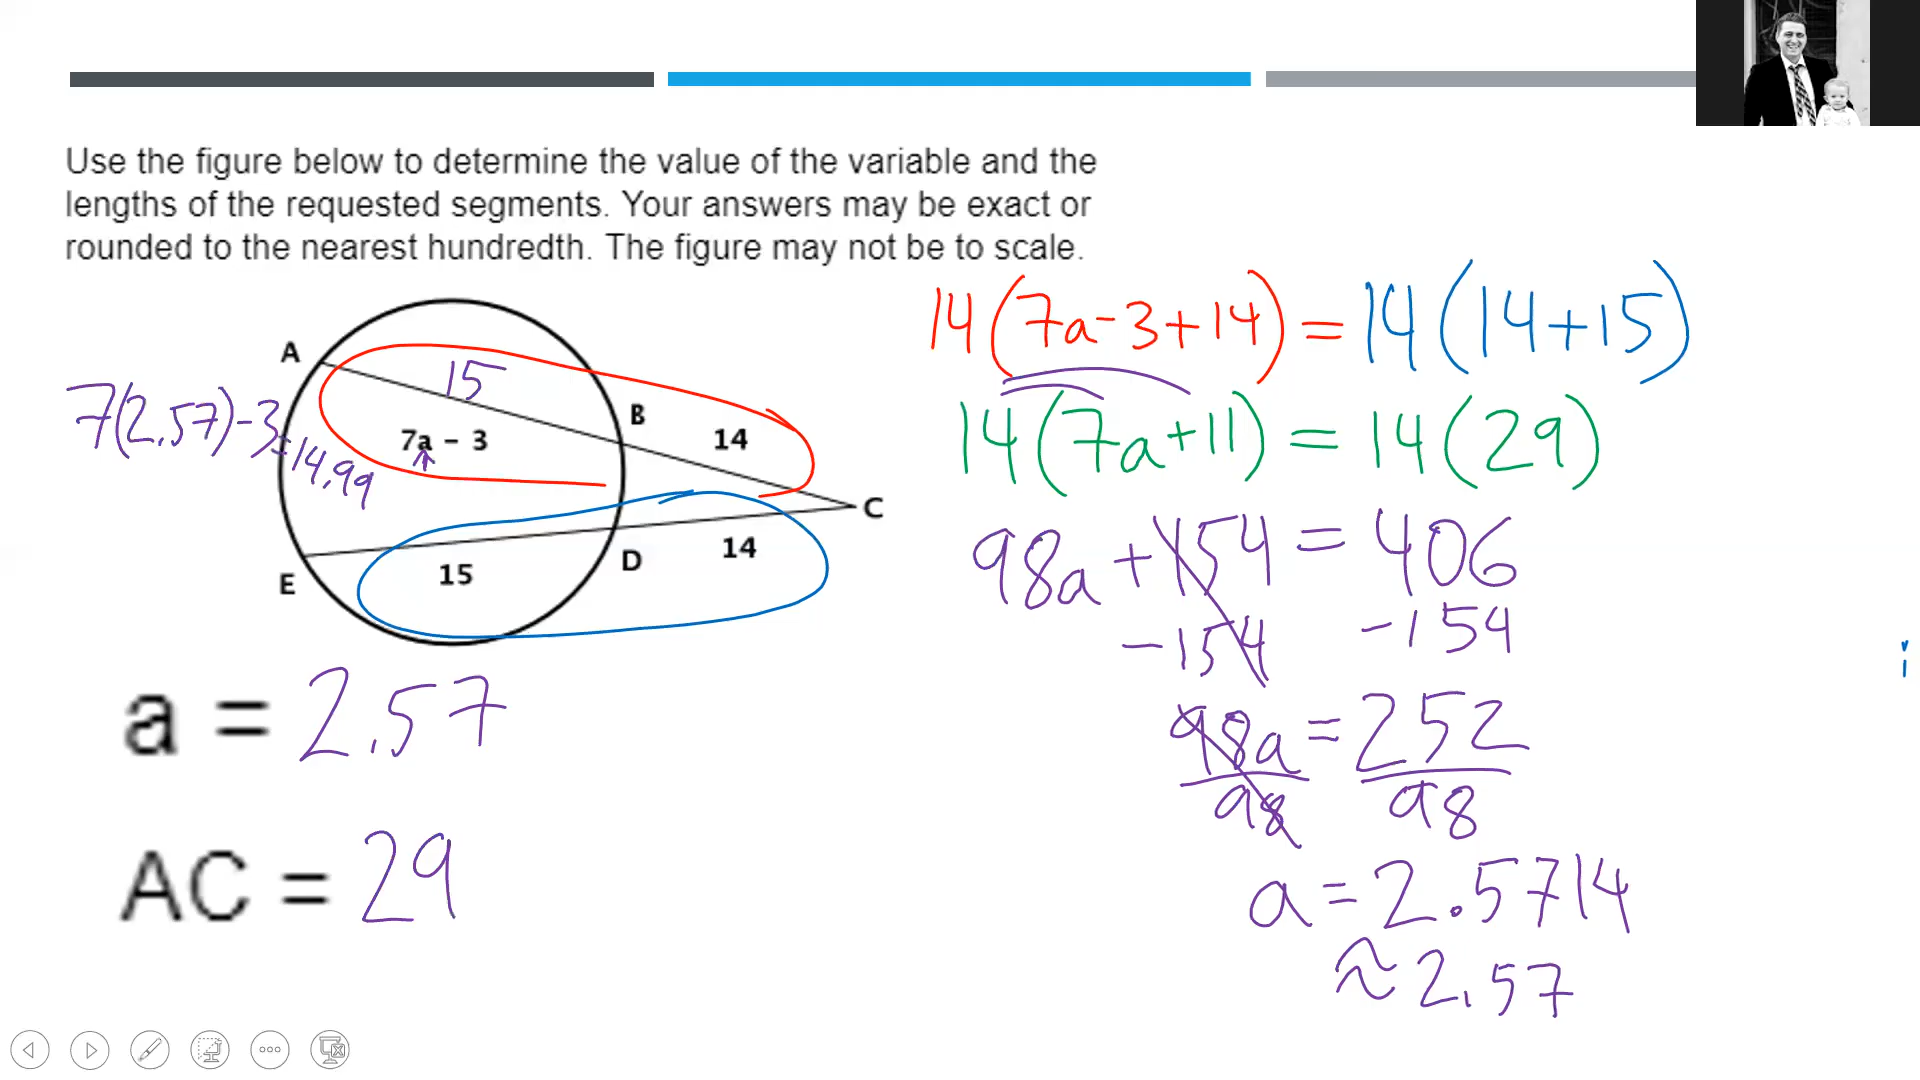 Use the figure below to determine the value of the variable and the
lengths of the requested segments. Your answers may be exact or
rounded to the nearest hundredth. The figure may not be to scale.
A
15
7(2.57)-3
=14.99
7a - 3
B
14
C
E
15
D
14
a = 2.57
AC = 29
14(7a-3+14) = 14(14+15)
14(7a+11) = 14(29)
98a +154 = 406
-154 -154
98a = 252
98 98
a = 2.5714
≈ 2.57